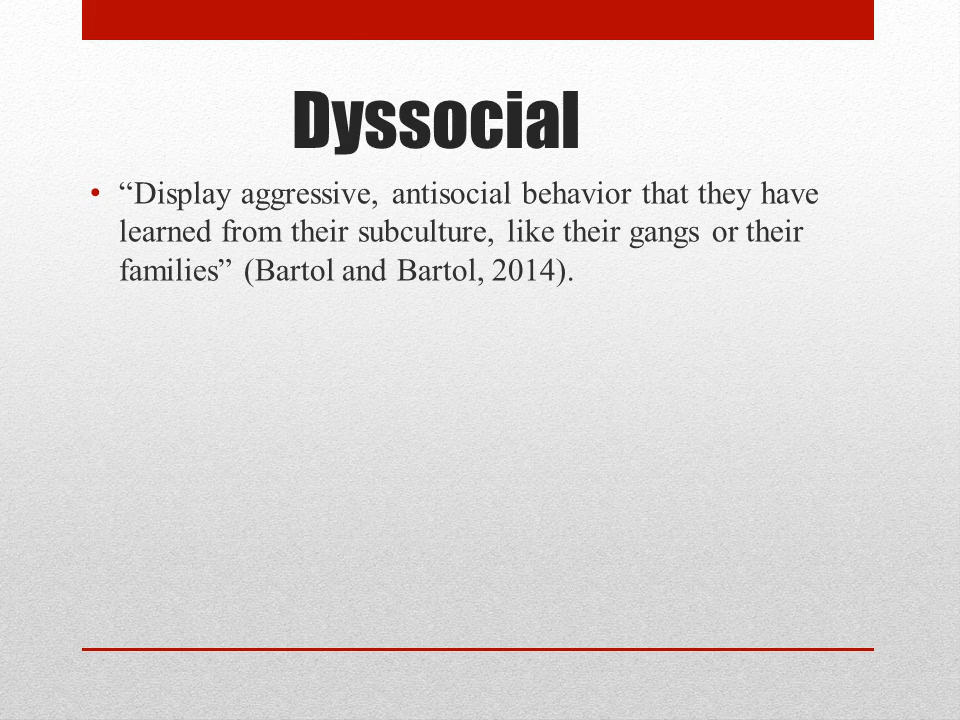 Dyssocial
• “Display aggressive, antisocial behavior that they have
learned from their subculture, like their gangs or their
families” (Bartol and Bartol, 2014).